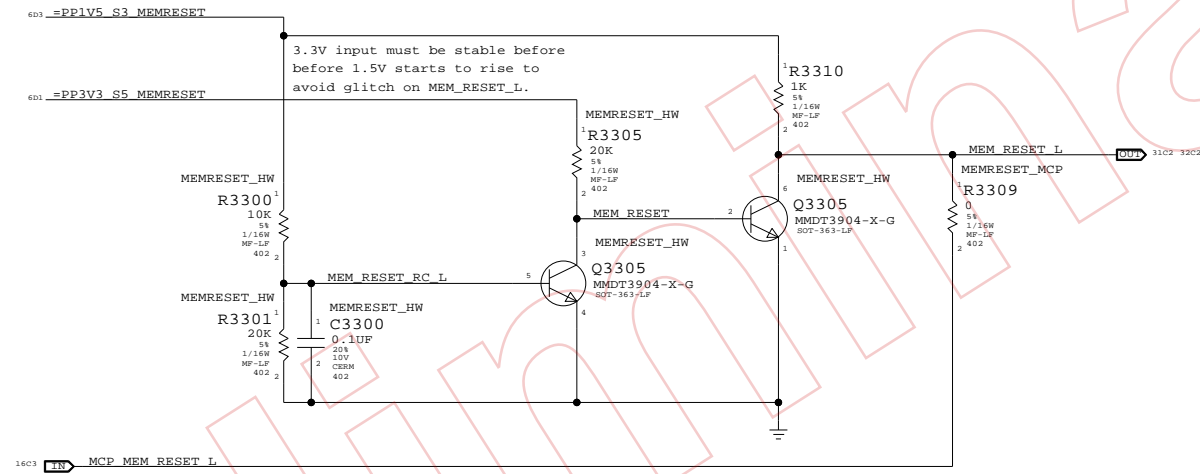 6D3 =PP1V5_S3_MEMRESET
3.3V input must be stable before
before 1.5V starts to rise to
avoid glitch on MEM_RESET_L.
6D1 =PP3V3_S5_MEMRESET
1 R3310
1K
5%
1/16W
MF-LF
402
2
MEMRESET_HW
1 R3305
20K
5%
1/16W
MF-LF
402
2
MEM_RESET_L
OUT 31C2 32C2
MEMRESET_MCP
1 R3309
0
5%
1/16W
MF-LF
402
2
MEMRESET_HW
R3300 1
10K
5%
1/16W
MF-LF
402
2
MEMRESET_HW
6
Q3305
MMDT3904-X-G
SOT-363-LF
2
1
MEM_RESET
MEMRESET_HW
3
Q3305
MMDT3904-X-G
SOT-363-LF
5
4
MEM_RESET_RC_L
MEMRESET_HW
R3301 1
20K
5%
1/16W
MF-LF
402
2
MEMRESET_HW
1 C3300
0.1UF
20%
10V
CERM
402
2
16C3 IN MCP_MEM_RESET_L